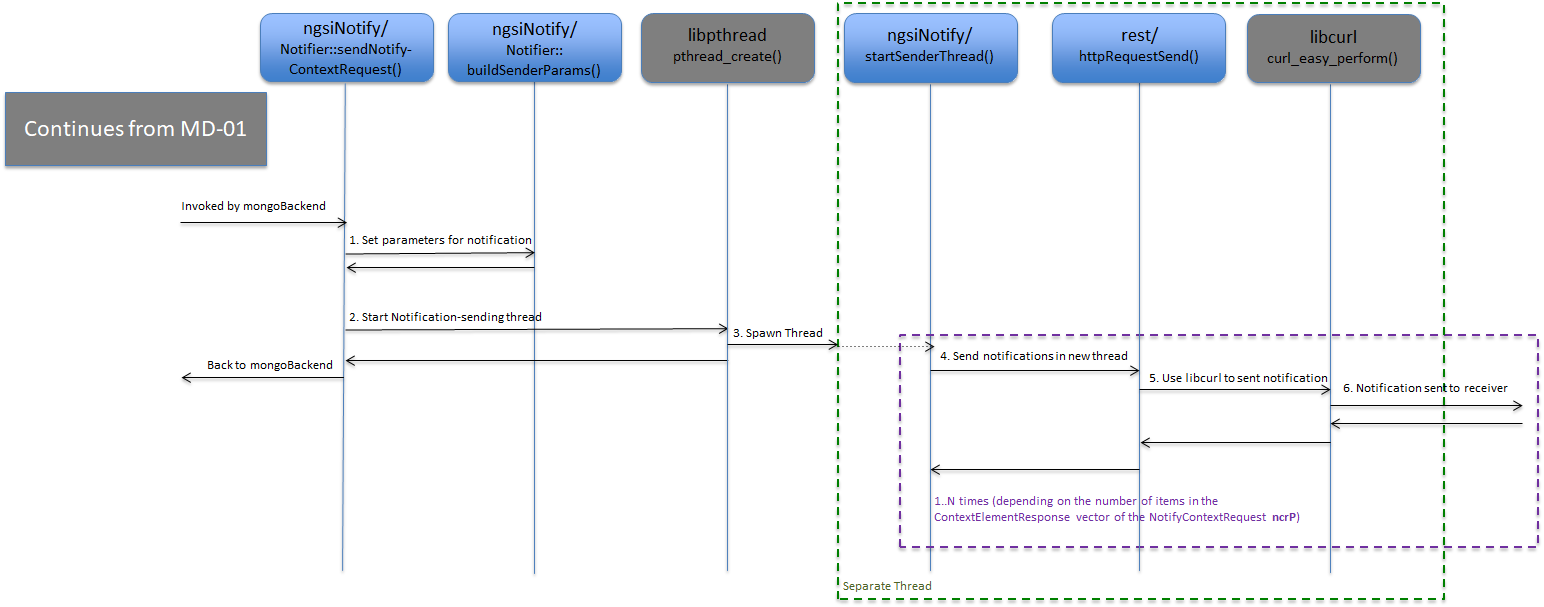 ngsiNotify/
Notifier::sendNotify-
ContextRequest()
ngsiNotify/
Notifier::
buildSenderParams()
libpthread
pthread_create()
ngsiNotify/
startSenderThread()
rest/
httpRequestSend()
libcurl
curl_easy_perform()
Continues from MD-01
Invoked by mongoBackend
1. Set parameters for notification
2. Start Notification-sending thread
3. Spawn Thread
Back to mongoBackend
4. Send notifications in new thread
5. Use libcurl to sent notification
6. Notification sent to receiver
1..N times (depending on the number of items in the
ContextElementResponse vector of the NotifyContextRequest ncrP)
Separate Thread